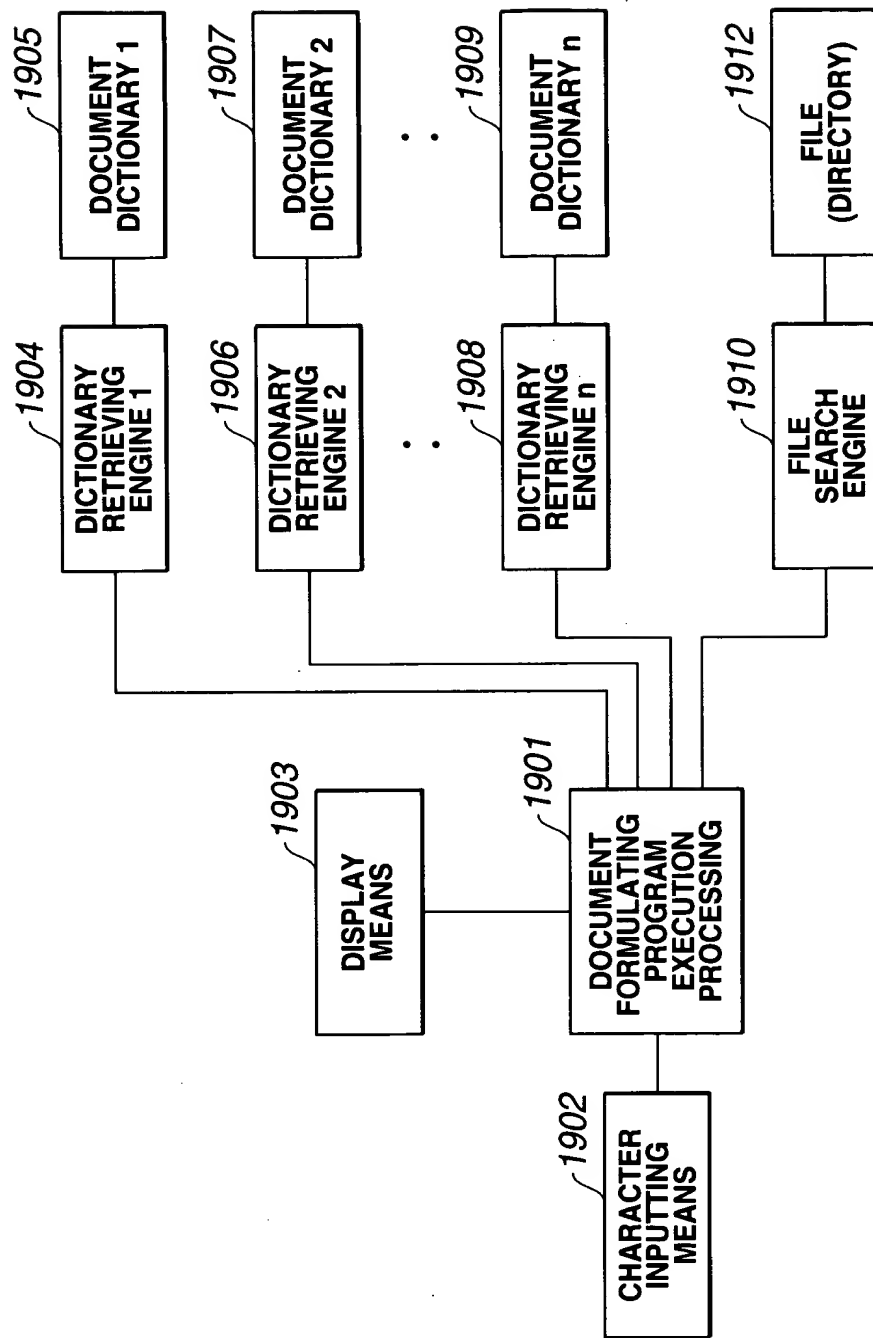 1905
DOCUMENT
DICTIONARY 1
1907
DOCUMENT
DICTIONARY 2
1909
DOCUMENT
DICTIONARY n
1912
FILE
(DIRECTORY)
1904
DICTIONARY
RETRIEVING
ENGINE 1
1906
DICTIONARY
RETRIEVING
ENGINE 2
1908
DICTIONARY
RETRIEVING
ENGINE n
1910
FILE
SEARCH
ENGINE
1903
DISPLAY
MEANS
1901
DOCUMENT
FORMULATING
PROGRAM
EXECUTION
PROCESSING
1902
CHARACTER
INPUTTING
MEANS